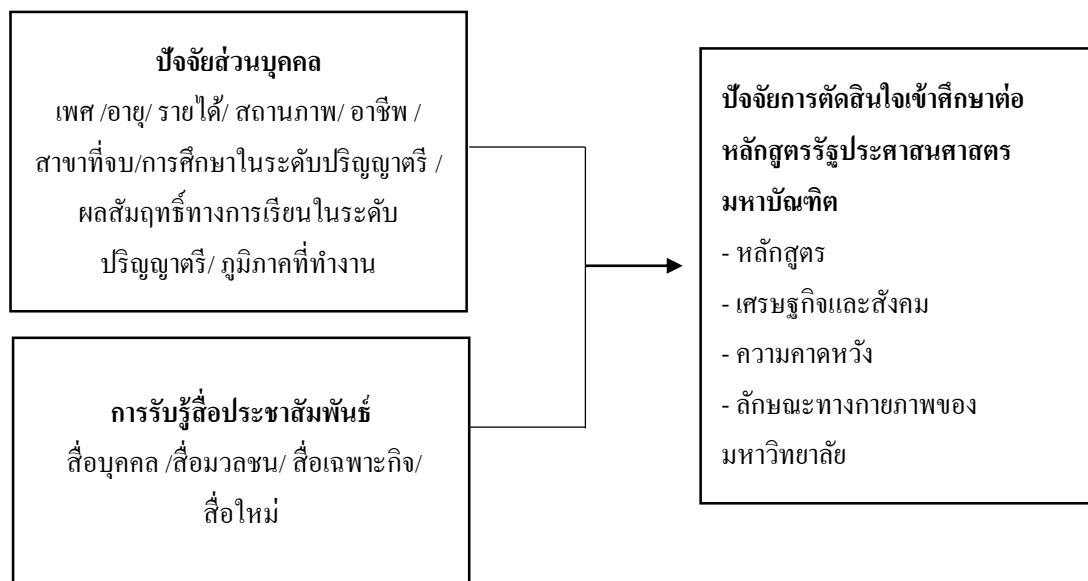 ปัจจัยส่วนบุคคล
เพศ /อายุ/ รายได้/ สถานภาพ/ อาชีพ /
สาขาที่จบ/การศึกษาในระดับปริญญาตรี /
ผลสัมฤทธิ์ทางการเรียนในระดับ
ปริญญาตรี/ ภูมิภาคที่ทำงาน
การรับรู้สื่อประชาสัมพันธ์
สื่อบุคคล /สื่อมวลชน/ สื่อเฉพาะกิจ/
สื่อใหม่
ปัจจัยการตัดสินใจเข้าศึกษาต่อ
หลักสูตรรัฐประศาสนศาสตร
มหาบัณฑิต
- หลักสูตร
- เศรษฐกิจและสังคม
- ความคาดหวัง
- ลักษณะทางกายภาพของ
มหาวิทยาลัย